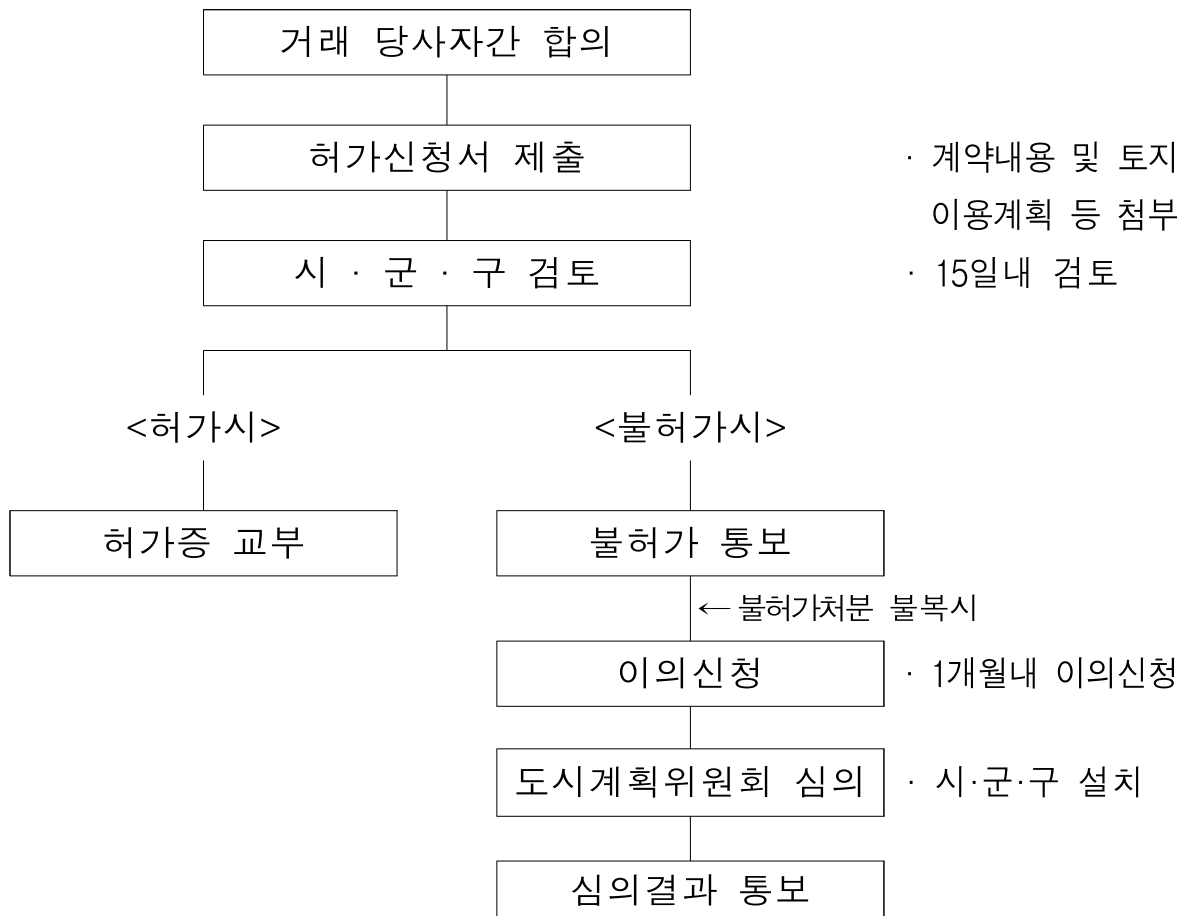 거래 당사자간 합의
허가신청서 제출
· 계약내용 및 토지
이용계획 등 첨부
시 · 군 · 구 검토
· 15일내 검토
<허가시>
<불허가시>
허가증 교부
불허가 통보
← 불허가처분 불복시
이의신청
· 1개월내 이의신청
도시계획위원회 심의
· 시·군·구 설치
심의결과 통보